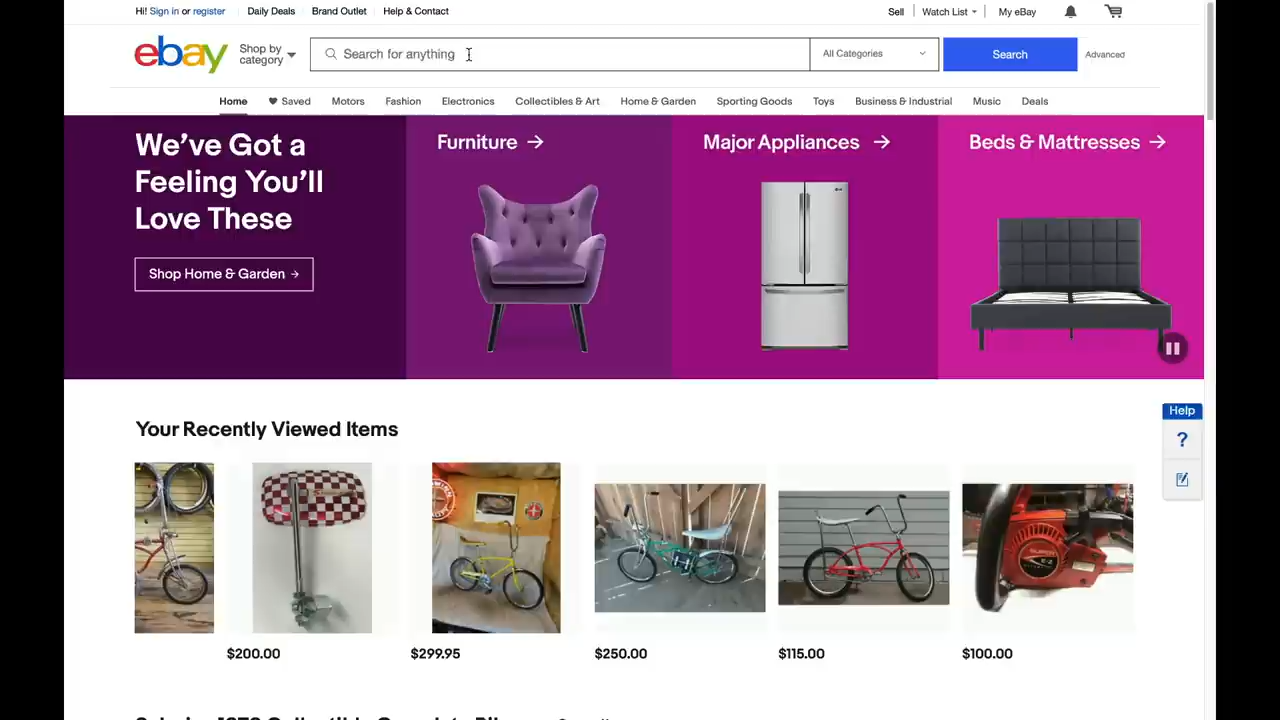 Hi! Sign in or register
Daily Deals
Brand Outlet
Help & Contact
Sell
Watch List
My eBay
ebay
Shop by
category
Search for anything
All Categories
Search
Advanced
Home
Saved
Motors
Fashion
Electronics
Collectibles & Art
Home & Garden
Sporting Goods
Toys
Business & Industrial
Music
Deals
We've Got a
Feeling You'll
Love These
Shop Home & Garden →
Furniture →
Major Appliances →
Beds & Mattresses →
Help
?
Your Recently Viewed Items
$200.00
$299.95
$250.00
$115.00
$100.00